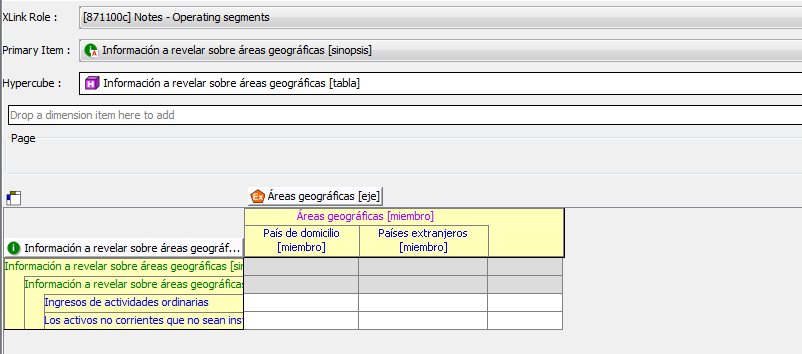 XLink Role :
[871100c] Notes - Operating segments
Primary Item :
Información a revelar sobre áreas geográficas [sinopsis]
Hypercube :
Información a revelar sobre áreas geográficas [tabla]
Drop a dimension item here to add
Page
Áreas geográficas [eje]
Áreas geográficas [miembro]
País de domicilio
[miembro]
Países extranjeros
[miembro]
Información a revelar sobre áreas geográf...
Información a revelar sobre áreas geográficas [sin
Información a revelar sobre áreas geográficas
Ingresos de actividades ordinarias
Los activos no corrientes que no sean inst